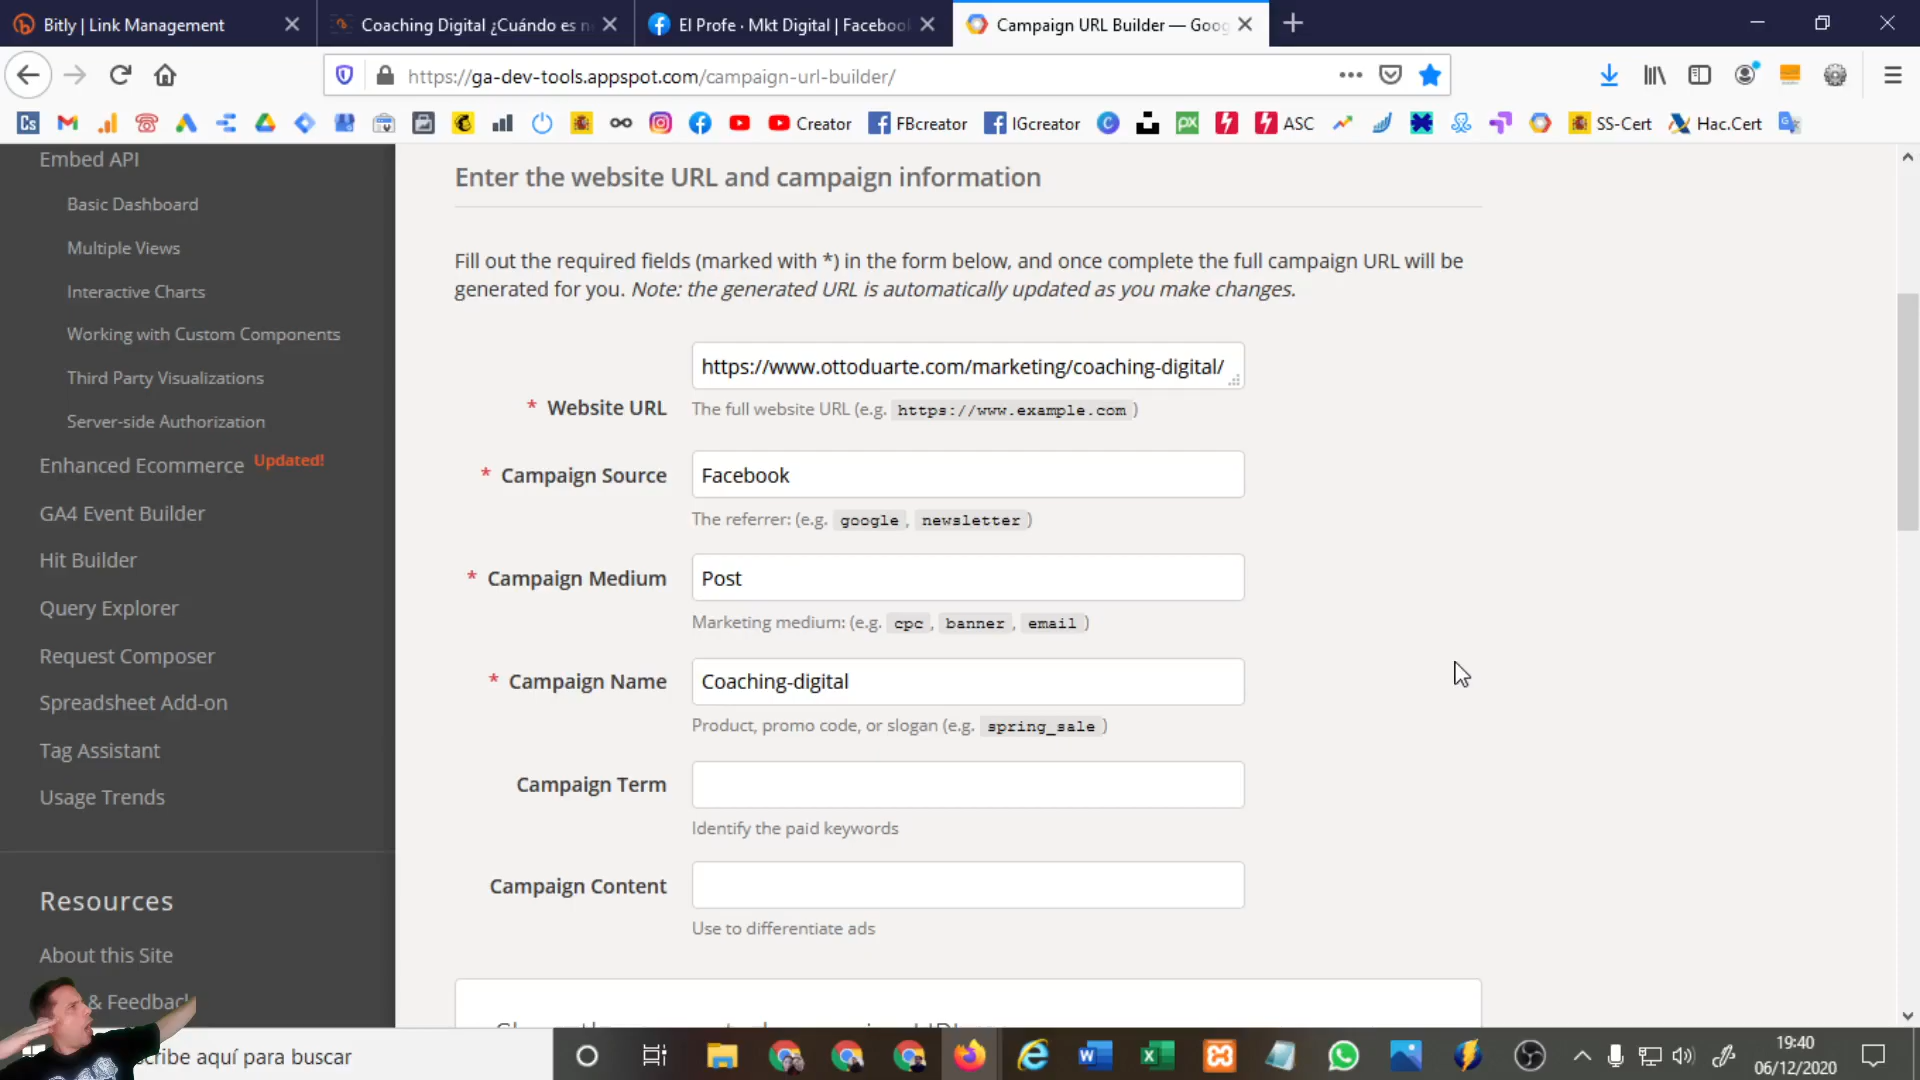 Bitly | Link Management
Coaching Digital ¿Cuándo es n
El Profe · Mkt Digital | Facebook
Campaign URL Builder — Goog
https://ga-dev-tools.appspot.com/campaign-url-builder/
Cs
Creator
FBcreator
IGcreator
ASC
SS-Cert
Hac.Cert
Embed API
Basic Dashboard
Multiple Views
Interactive Charts
Working with Custom Components
Third Party Visualizations
Server-side Authorization
Enhanced Ecommerce Updated!
GA4 Event Builder
Hit Builder
Query Explorer
Request Composer
Spreadsheet Add-on
Tag Assistant
Usage Trends
Resources
About this Site
& Feedback
Enter the website URL and campaign information
Fill out the required fields (marked with *) in the form below, and once complete the full campaign URL will be
generated for you. Note: the generated URL is automatically updated as you make changes.
* Website URL
https://www.ottoduarte.com/marketing/coaching-digital/
The full website URL (e.g. https://www.example.com )
* Campaign Source
Facebook
The referrer: (e.g. google , newsletter )
* Campaign Medium
Post
Marketing medium: (e.g. cpc , banner , email )
* Campaign Name
Coaching-digital
Product, promo code, or slogan (e.g. spring_sale )
Campaign Term
Identify the paid keywords
Campaign Content
Use to differentiate ads
cribe aquí para buscar
19:40
06/12/2020